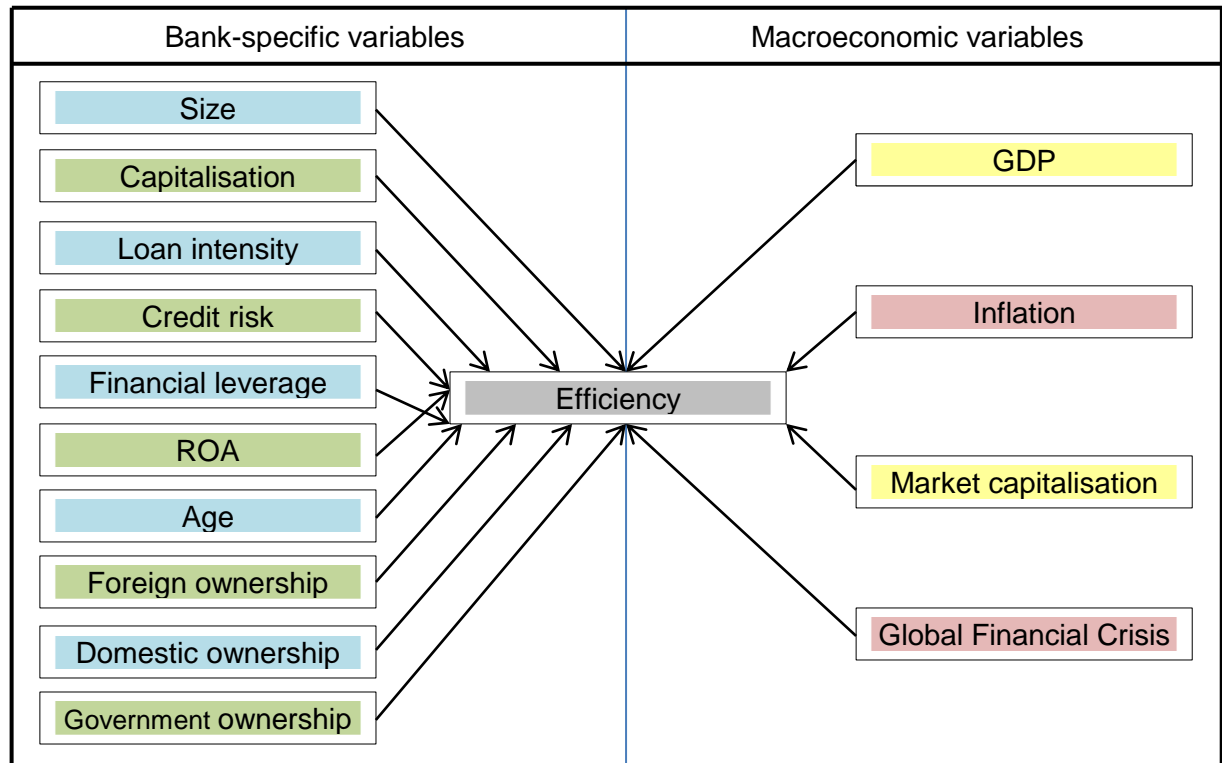 Bank-specific variables
Macroeconomic variables
Size
Capitalisation
Loan intensity
Credit risk
Financial leverage
ROA
Age
Foreign ownership
Domestic ownership
Government ownership
Efficiency
GDP
Inflation
Market capitalisation
Global Financial Crisis